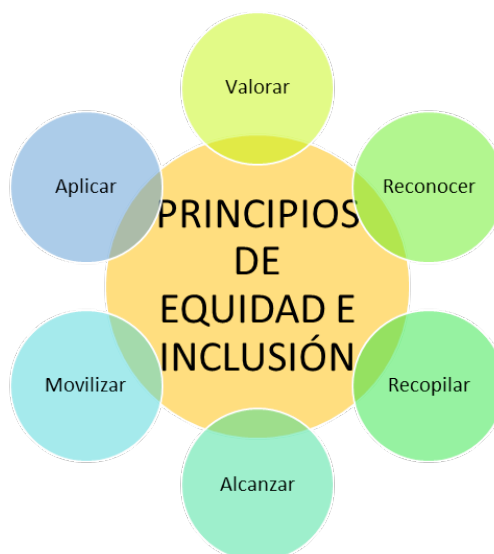 Valorar
Aplicar
Reconocer
PRINCIPIOS
DE
EQUIDAD E
INCLUSIÓN
Movilizar
Recopilar
Alcanzar